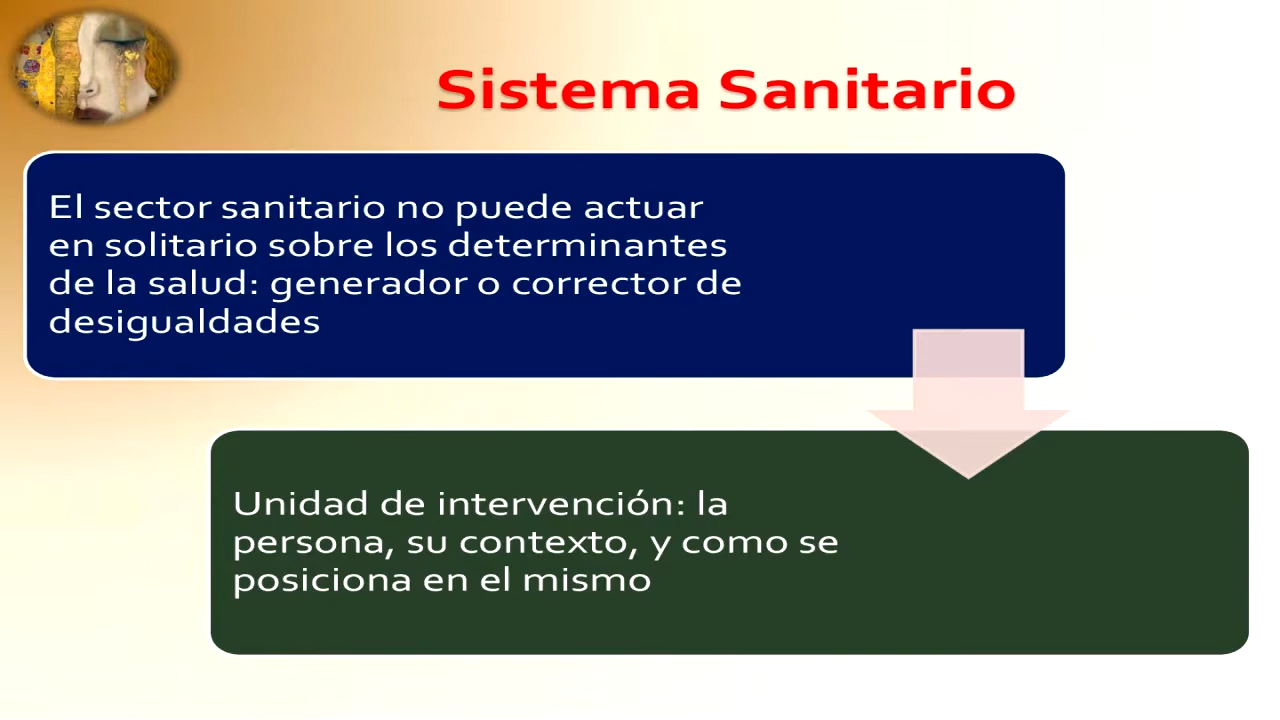 Sistema Sanitario
El sector sanitario no puede actuar
en solitario sobre los determinantes
de la salud: generador o corrector de
desigualdades
Unidad de intervención: la
persona, su contexto, y como se
posiciona en el mismo